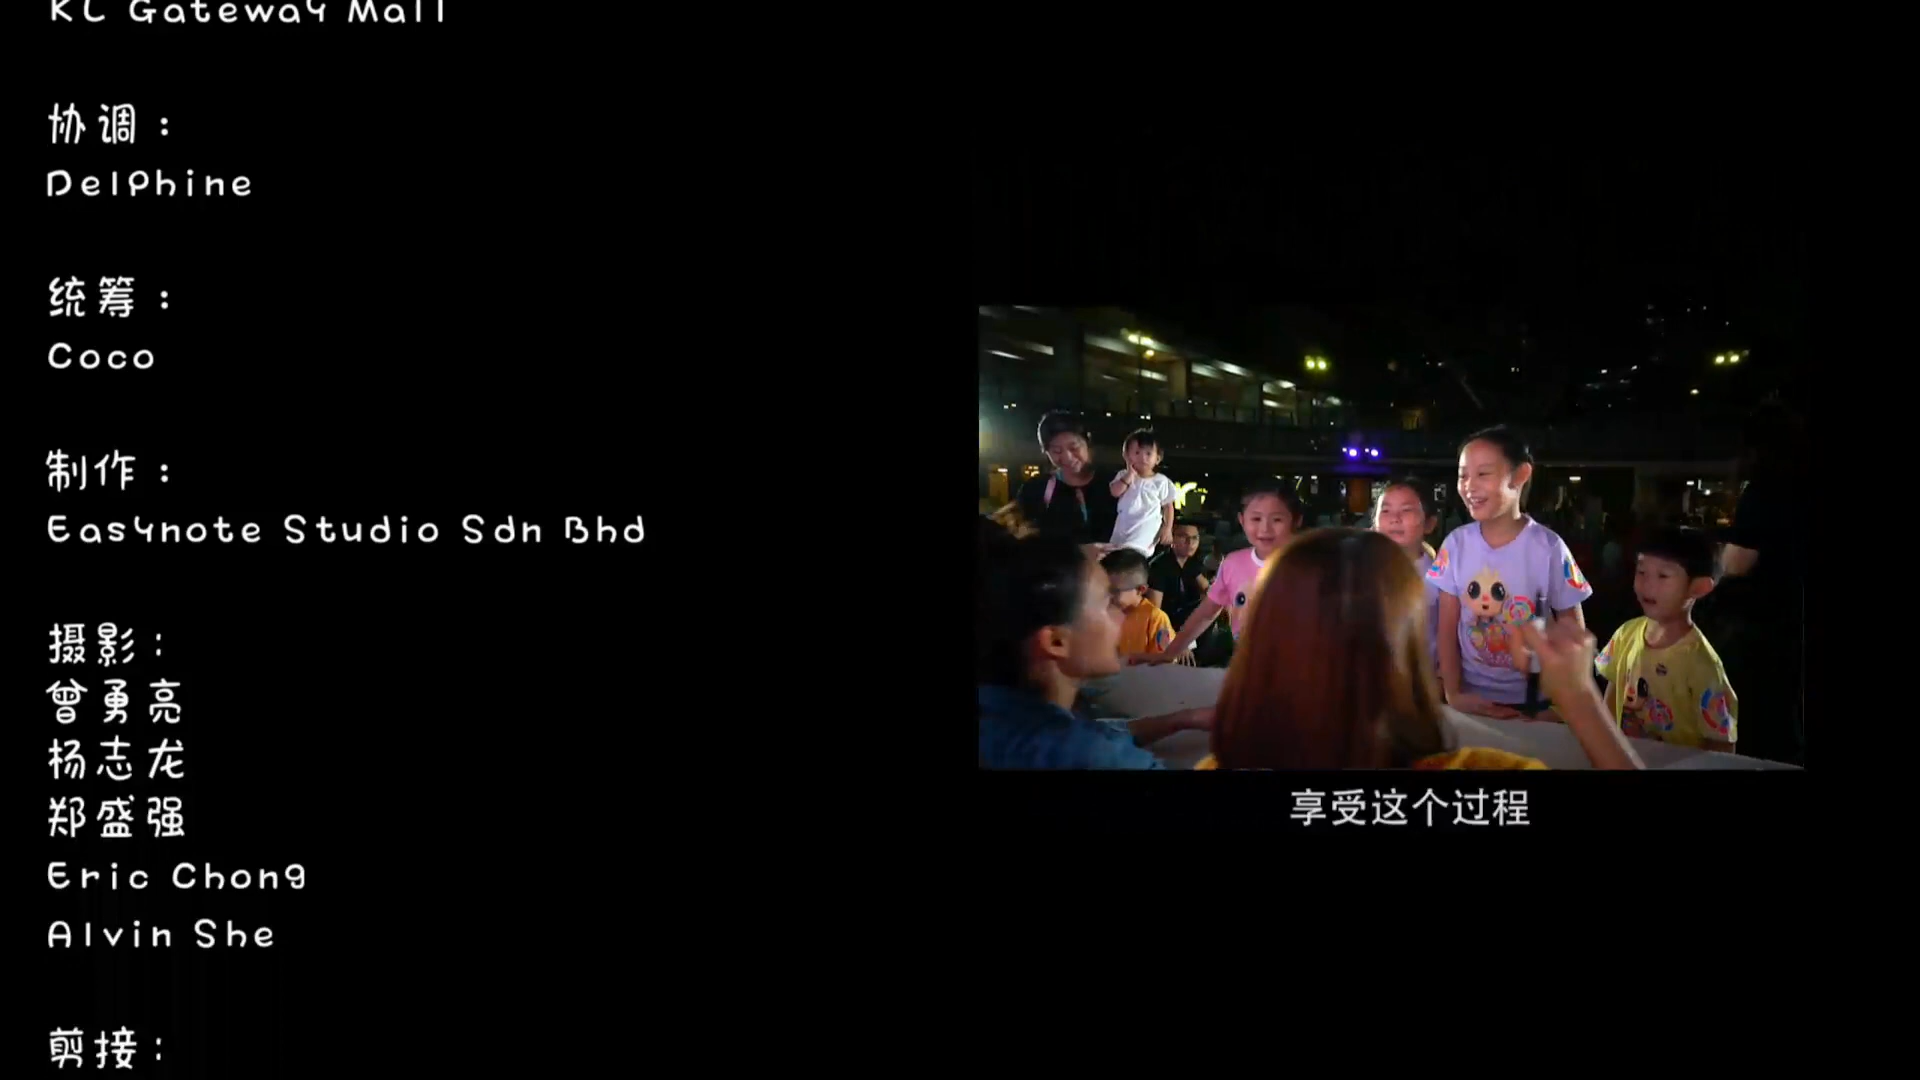 KL Gateway Mall
协调：
Delphine
统筹：
Coco
制作：
Easynote Studio Sdn Bhd
摄影：
曾勇亮
杨志龙
郑盛强
Eric Chong
Alvin She
剪接：
享受这个过程